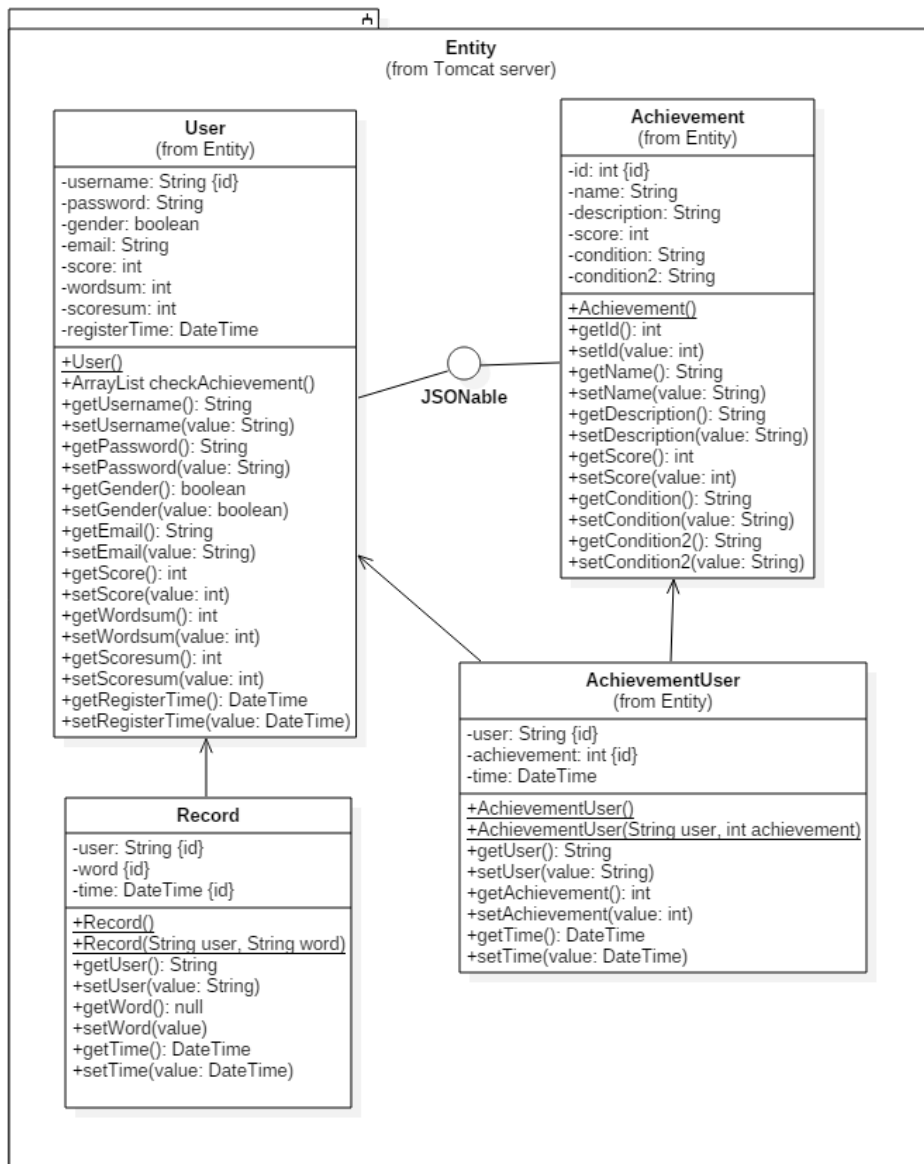 Entity
(from Tomcat server)
User
(from Entity)
-username: String {id}
-password: String
-gender: boolean
-email: String
-score: int
-wordsum: int
-scoresum: int
-registerTime: DateTime
+User()
+ArrayList checkAchievement()
+getUsername(): String
+setUsername(value: String)
+getPassword(): String
+setPassword(value: String)
+getGender(): boolean
+setGender(value: boolean)
+getEmail(): String
+setEmail(value: String)
+getScore(): int
+setScore(value: int)
+getWordsum(): int
+setWordsum(value: int)
+getScoresum(): int
+setScoresum(value: int)
+getRegisterTime(): DateTime
+setRegisterTime(value: DateTime)
JSONable
Achievement
(from Entity)
-id: int {id}
-name: String
-description: String
-score: int
-condition: String
-condition2: String
+Achievement()
+getId(): int
+setId(value: int)
+getName(): String
+setName(value: String)
+getDescription(): String
+setDescription(value: String)
+getScore(): int
+setScore(value: int)
+getCondition(): String
+setCondition(value: String)
+getCondition2(): String
+setCondition2(value: String)
Record
-user: String {id}
-word {id}
-time: DateTime {id}
+Record()
+Record(String user, String word)
+getUser(): String
+setUser(value: String)
+getWord(): null
+setWord(value)
+getTime(): DateTime
+setTime(value: DateTime)
AchievementUser
(from Entity)
-user: String {id}
-achievement: int {id}
-time: DateTime
+AchievementUser()
+AchievementUser(String user, int achievement)
+getUser(): String
+setUser(value: String)
+getAchievement(): int
+setAchievement(value: int)
+getTime(): DateTime
+setTime(value: DateTime)